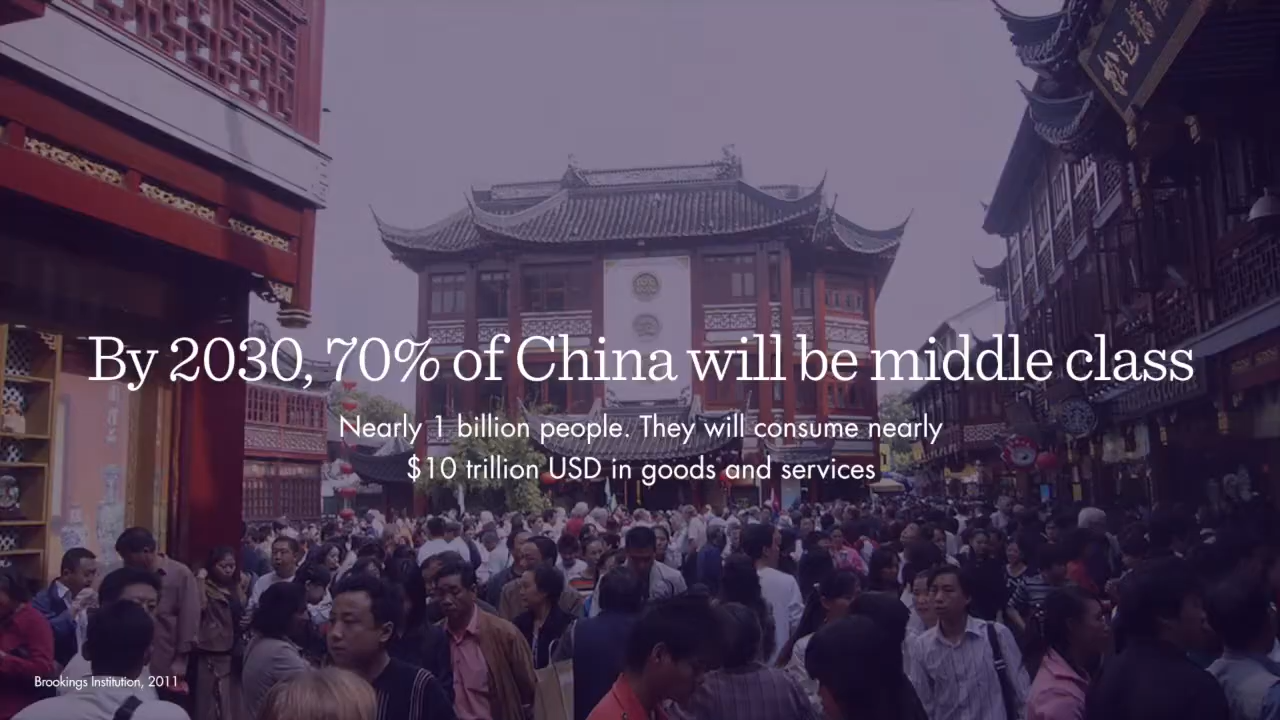 By 2030, 70% of China will be middle class
Nearly 1 billion people. They will consume nearly
$10 trillion USD in goods and services
Brookings Institution, 2011